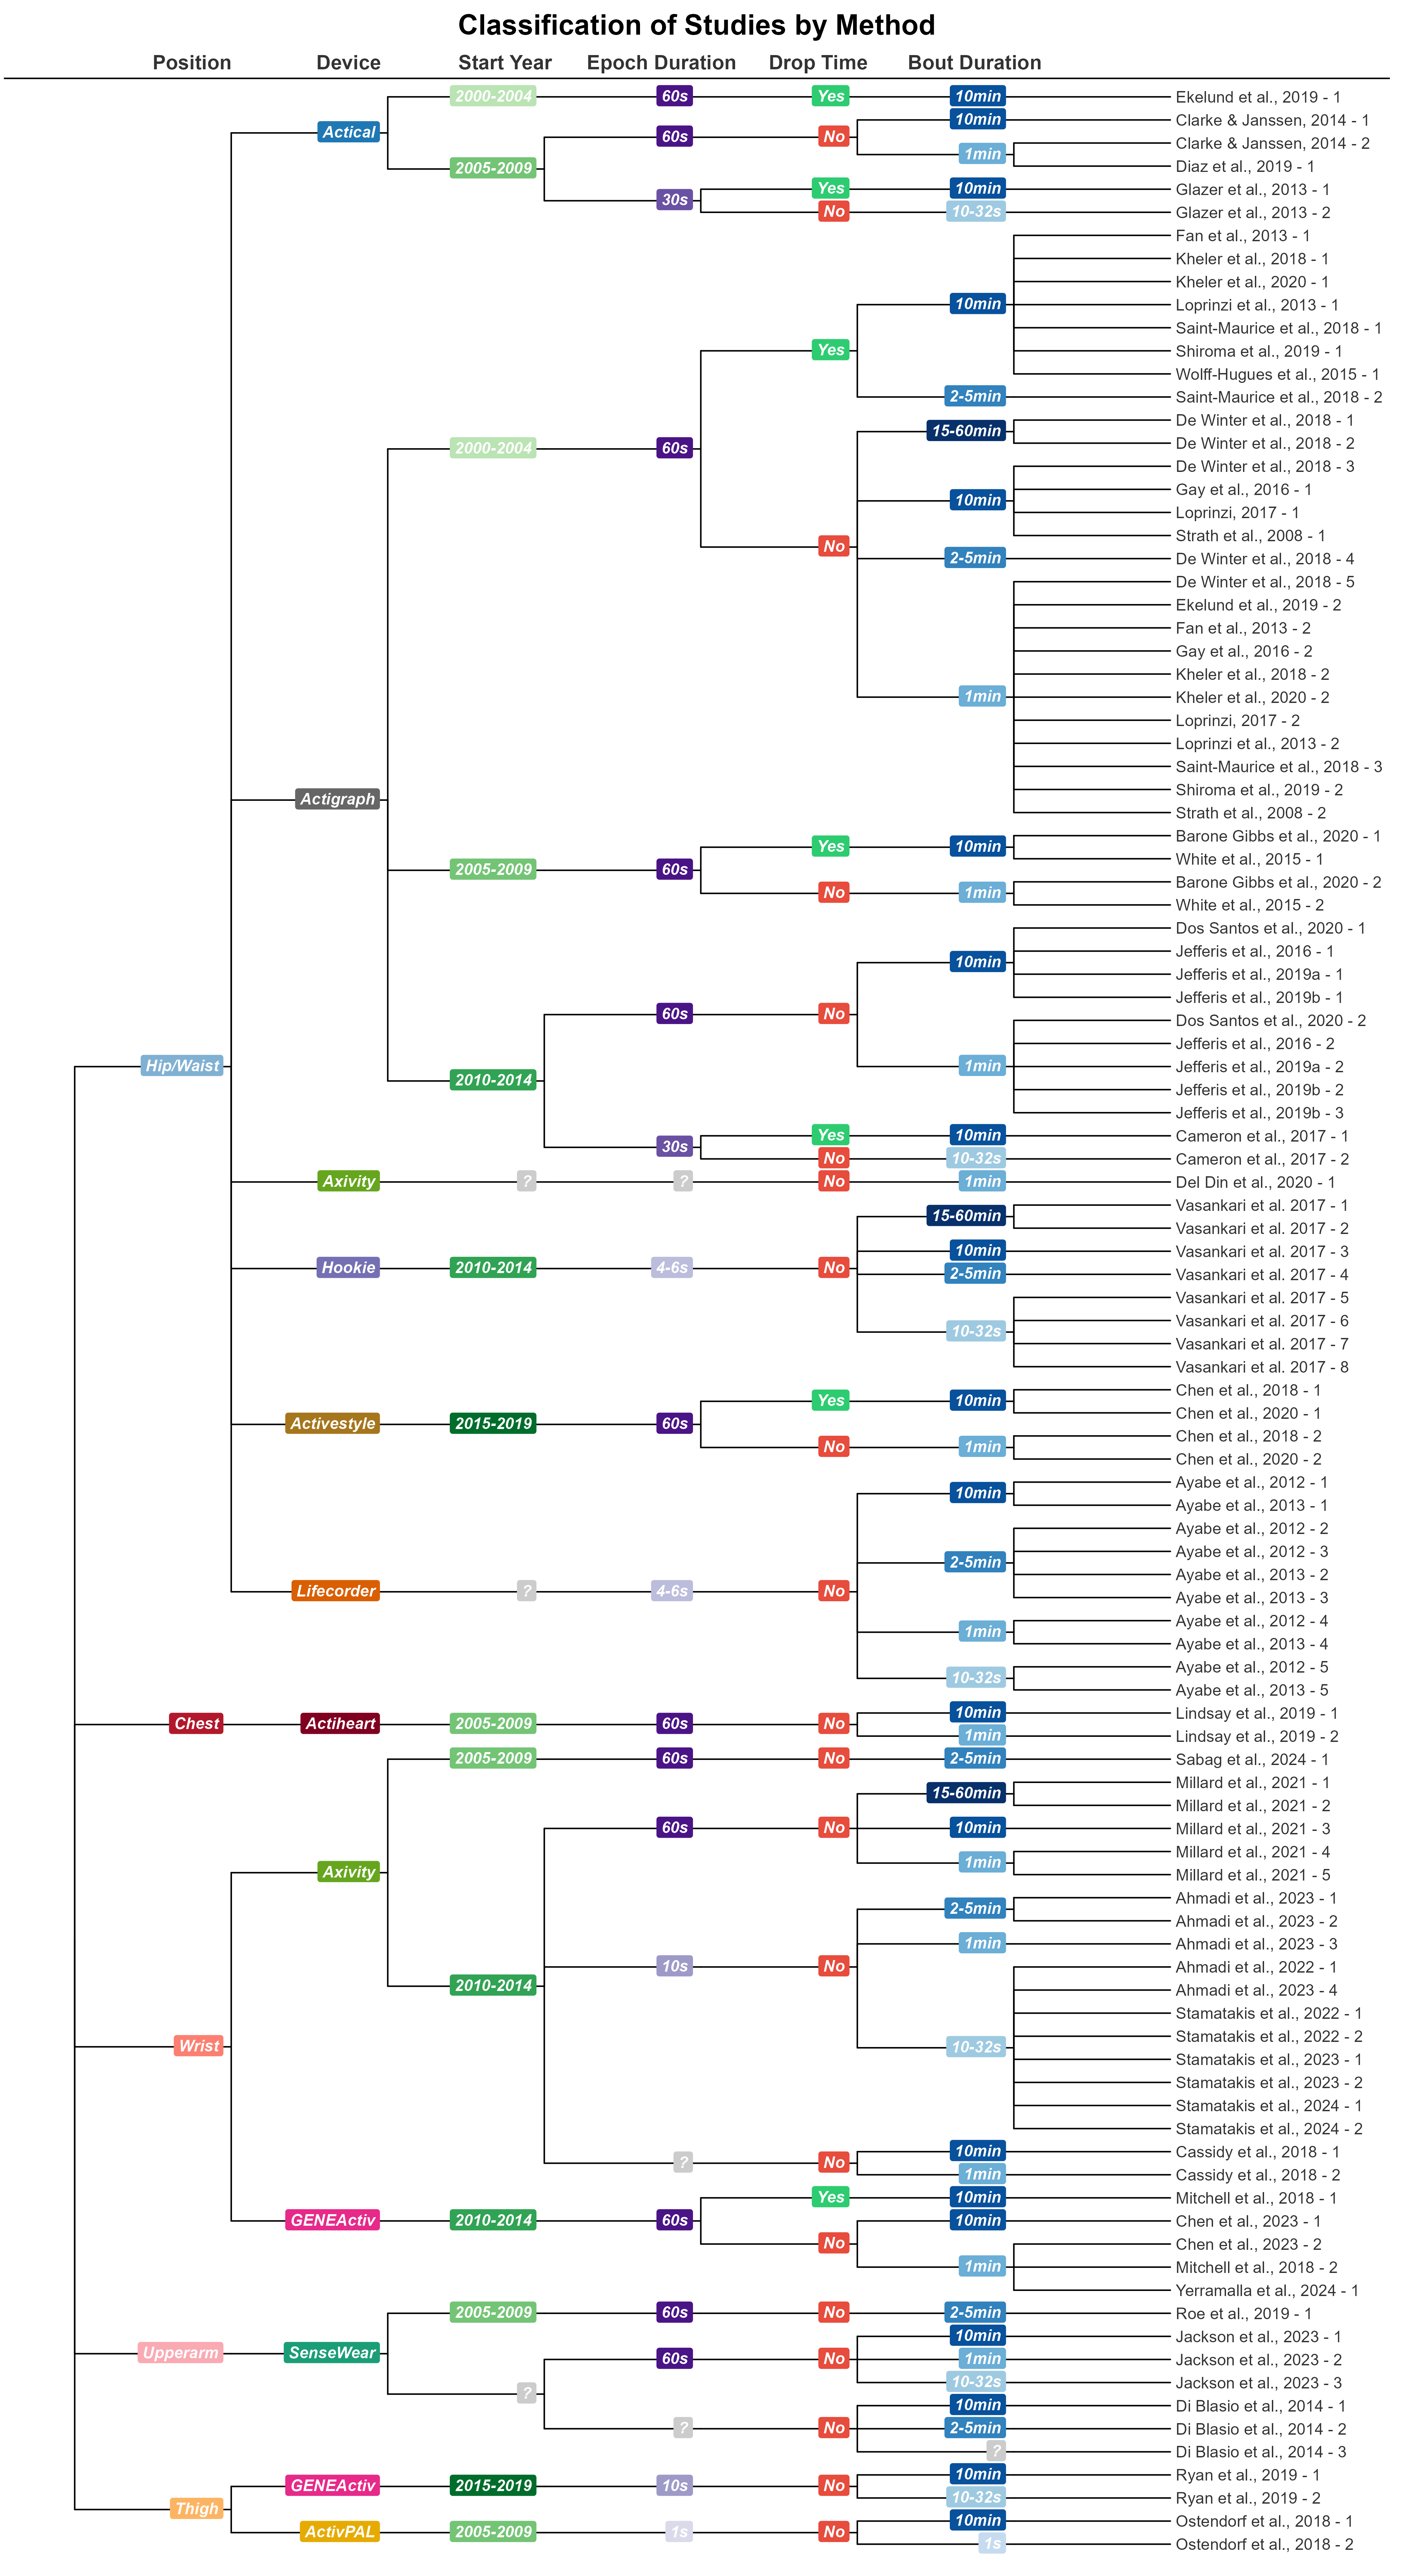 Classification of Studies by Method
Position Device Start Year Epoch Duration Drop Time Bout Duration
2000-2004 60s Yes 10min Ekelund et al., 2019 - 1
10min Clarke & Janssen, 2014 - 1
Actical 60s No
1min Clarke & Janssen, 2014 - 2
2005-2009 Diaz et al., 2019 - 1
Yes 10min Glazer et al., 2013 - 1
30s
No 10-32s Glazer et al., 2013 - 2
Fan et al., 2013 - 1
Kheler et al., 2018 - 1
Kheler et al., 2020 - 1
10min Loprinzi et al., 2013 - 1
Saint-Maurice et al., 2018 - 1
Yes Shiroma et al., 2019 - 1
Wolff-Hugues et al., 2015 - 1
2-5min Saint-Maurice et al., 2018 - 2
De Winter et al., 2018 - 1
15-60min
De Winter et al., 2018 - 2
2000-2004 60s
De Winter et al., 2018 - 3
Gay et al., 2016 - 1
10min
Loprinzi, 2017 - 1
Strath et al., 2008 - 1
No
2-5min De Winter et al., 2018 - 4
De Winter et al., 2018 - 5
Ekelund et al., 2019 - 2
Fan et al., 2013 - 2
Gay et al., 2016 - 2
Kheler et al., 2018 - 2
1min Kheler et al., 2020 - 2
Loprinzi, 2017 - 2
Loprinzi et al., 2013 - 2
Saint-Maurice et al., 2018 - 3
Shiroma et al., 2019 - 2
Actigraph
Strath et al., 2008 - 2
Barone Gibbs et al., 2020 - 1
Yes 10min
White et al., 2015 - 1
2005-2009 60s
Barone Gibbs et al., 2020 - 2
No 1min
White et al., 2015 - 2
Dos Santos et al., 2020 - 1
Jefferis et al., 2016 - 1
10min
Jefferis et al., 2019a - 1
Jefferis et al., 2019b - 1
60s No
Dos Santos et al., 2020 - 2
Jefferis et al., 2016 - 2
Hip/Waist 1min Jefferis et al., 2019a - 2
2010-2014
Jefferis et al., 2019b - 2
Jefferis et al., 2019b - 3
Yes 10min Cameron et al., 2017 - 1
30s
No 10-32s Cameron et al., 2017 - 2
Axivity ? ? No 1min Del Din et al., 2020 - 1
Vasankari et al. 2017 - 1
15-60min
Vasankari et al. 2017 - 2
10min Vasankari et al. 2017 - 3
Hookie 2010-2014 4-6s No
2-5min Vasankari et al. 2017 - 4
Vasankari et al. 2017 - 5
Vasankari et al. 2017 - 6
10-32s
Vasankari et al. 2017 - 7
Vasankari et al. 2017 - 8
Chen et al., 2018 - 1
Yes 10min
Chen et al., 2020 - 1
Activestyle 2015-2019 60s
Chen et al., 2018 - 2
No 1min
Chen et al., 2020 - 2
Ayabe et al., 2012 - 1
10min
Ayabe et al., 2013 - 1
Ayabe et al., 2012 - 2
Ayabe et al., 2012 - 3
2-5min
Ayabe et al., 2013 - 2
Lifecorder ? 4-6s No
Ayabe et al., 2013 - 3
Ayabe et al., 2012 - 4
1min
Ayabe et al., 2013 - 4
Ayabe et al., 2012 - 5
10-32s
Ayabe et al., 2013 - 5
10min Lindsay et al., 2019 - 1
Chest Actiheart 2005-2009 60s No
1min Lindsay et al., 2019 - 2
2005-2009 60s No 2-5min Sabag et al., 2024 - 1
Millard et al., 2021 - 1
15-60min
Millard et al., 2021 - 2
60s No 10min Millard et al., 2021 - 3
Millard et al., 2021 - 4
1min
Axivity Millard et al., 2021 - 5
Ahmadi et al., 2023 - 1
2-5min
Ahmadi et al., 2023 - 2
1min Ahmadi et al., 2023 - 3
10s No Ahmadi et al., 2022 - 1
2010-2014 Ahmadi et al., 2023 - 4
Stamatakis et al., 2022 - 1
Stamatakis et al., 2022 - 2
Wrist 10-32s
Stamatakis et al., 2023 - 1
Stamatakis et al., 2023 - 2
Stamatakis et al., 2024 - 1
Stamatakis et al., 2024 - 2
10min Cassidy et al., 2018 - 1
? No
1min Cassidy et al., 2018 - 2
Yes 10min Mitchell et al., 2018 - 1
GENEActiv 2010-2014 60s 10min Chen et al., 2023 - 1
No Chen et al., 2023 - 2
1min Mitchell et al., 2018 - 2
Yerramalla et al., 2024 - 1
2005-2009 60s No 2-5min Roe et al., 2019 - 1
10min Jackson et al., 2023 - 1
Upperarm SenseWear 60s No 1min Jackson et al., 2023 - 2
10-32s Jackson et al., 2023 - 3
?
10min Di Blasio et al., 2014 - 1
? No 2-5min Di Blasio et al., 2014 - 2
? Di Blasio et al., 2014 - 3
10min Ryan et al., 2019 - 1
GENEActiv 2015-2019 10s No
10-32s Ryan et al., 2019 - 2
Thigh
10min Ostendorf et al., 2018 - 1
ActivPAL 2005-2009 1s No
1s Ostendorf et al., 2018 - 2